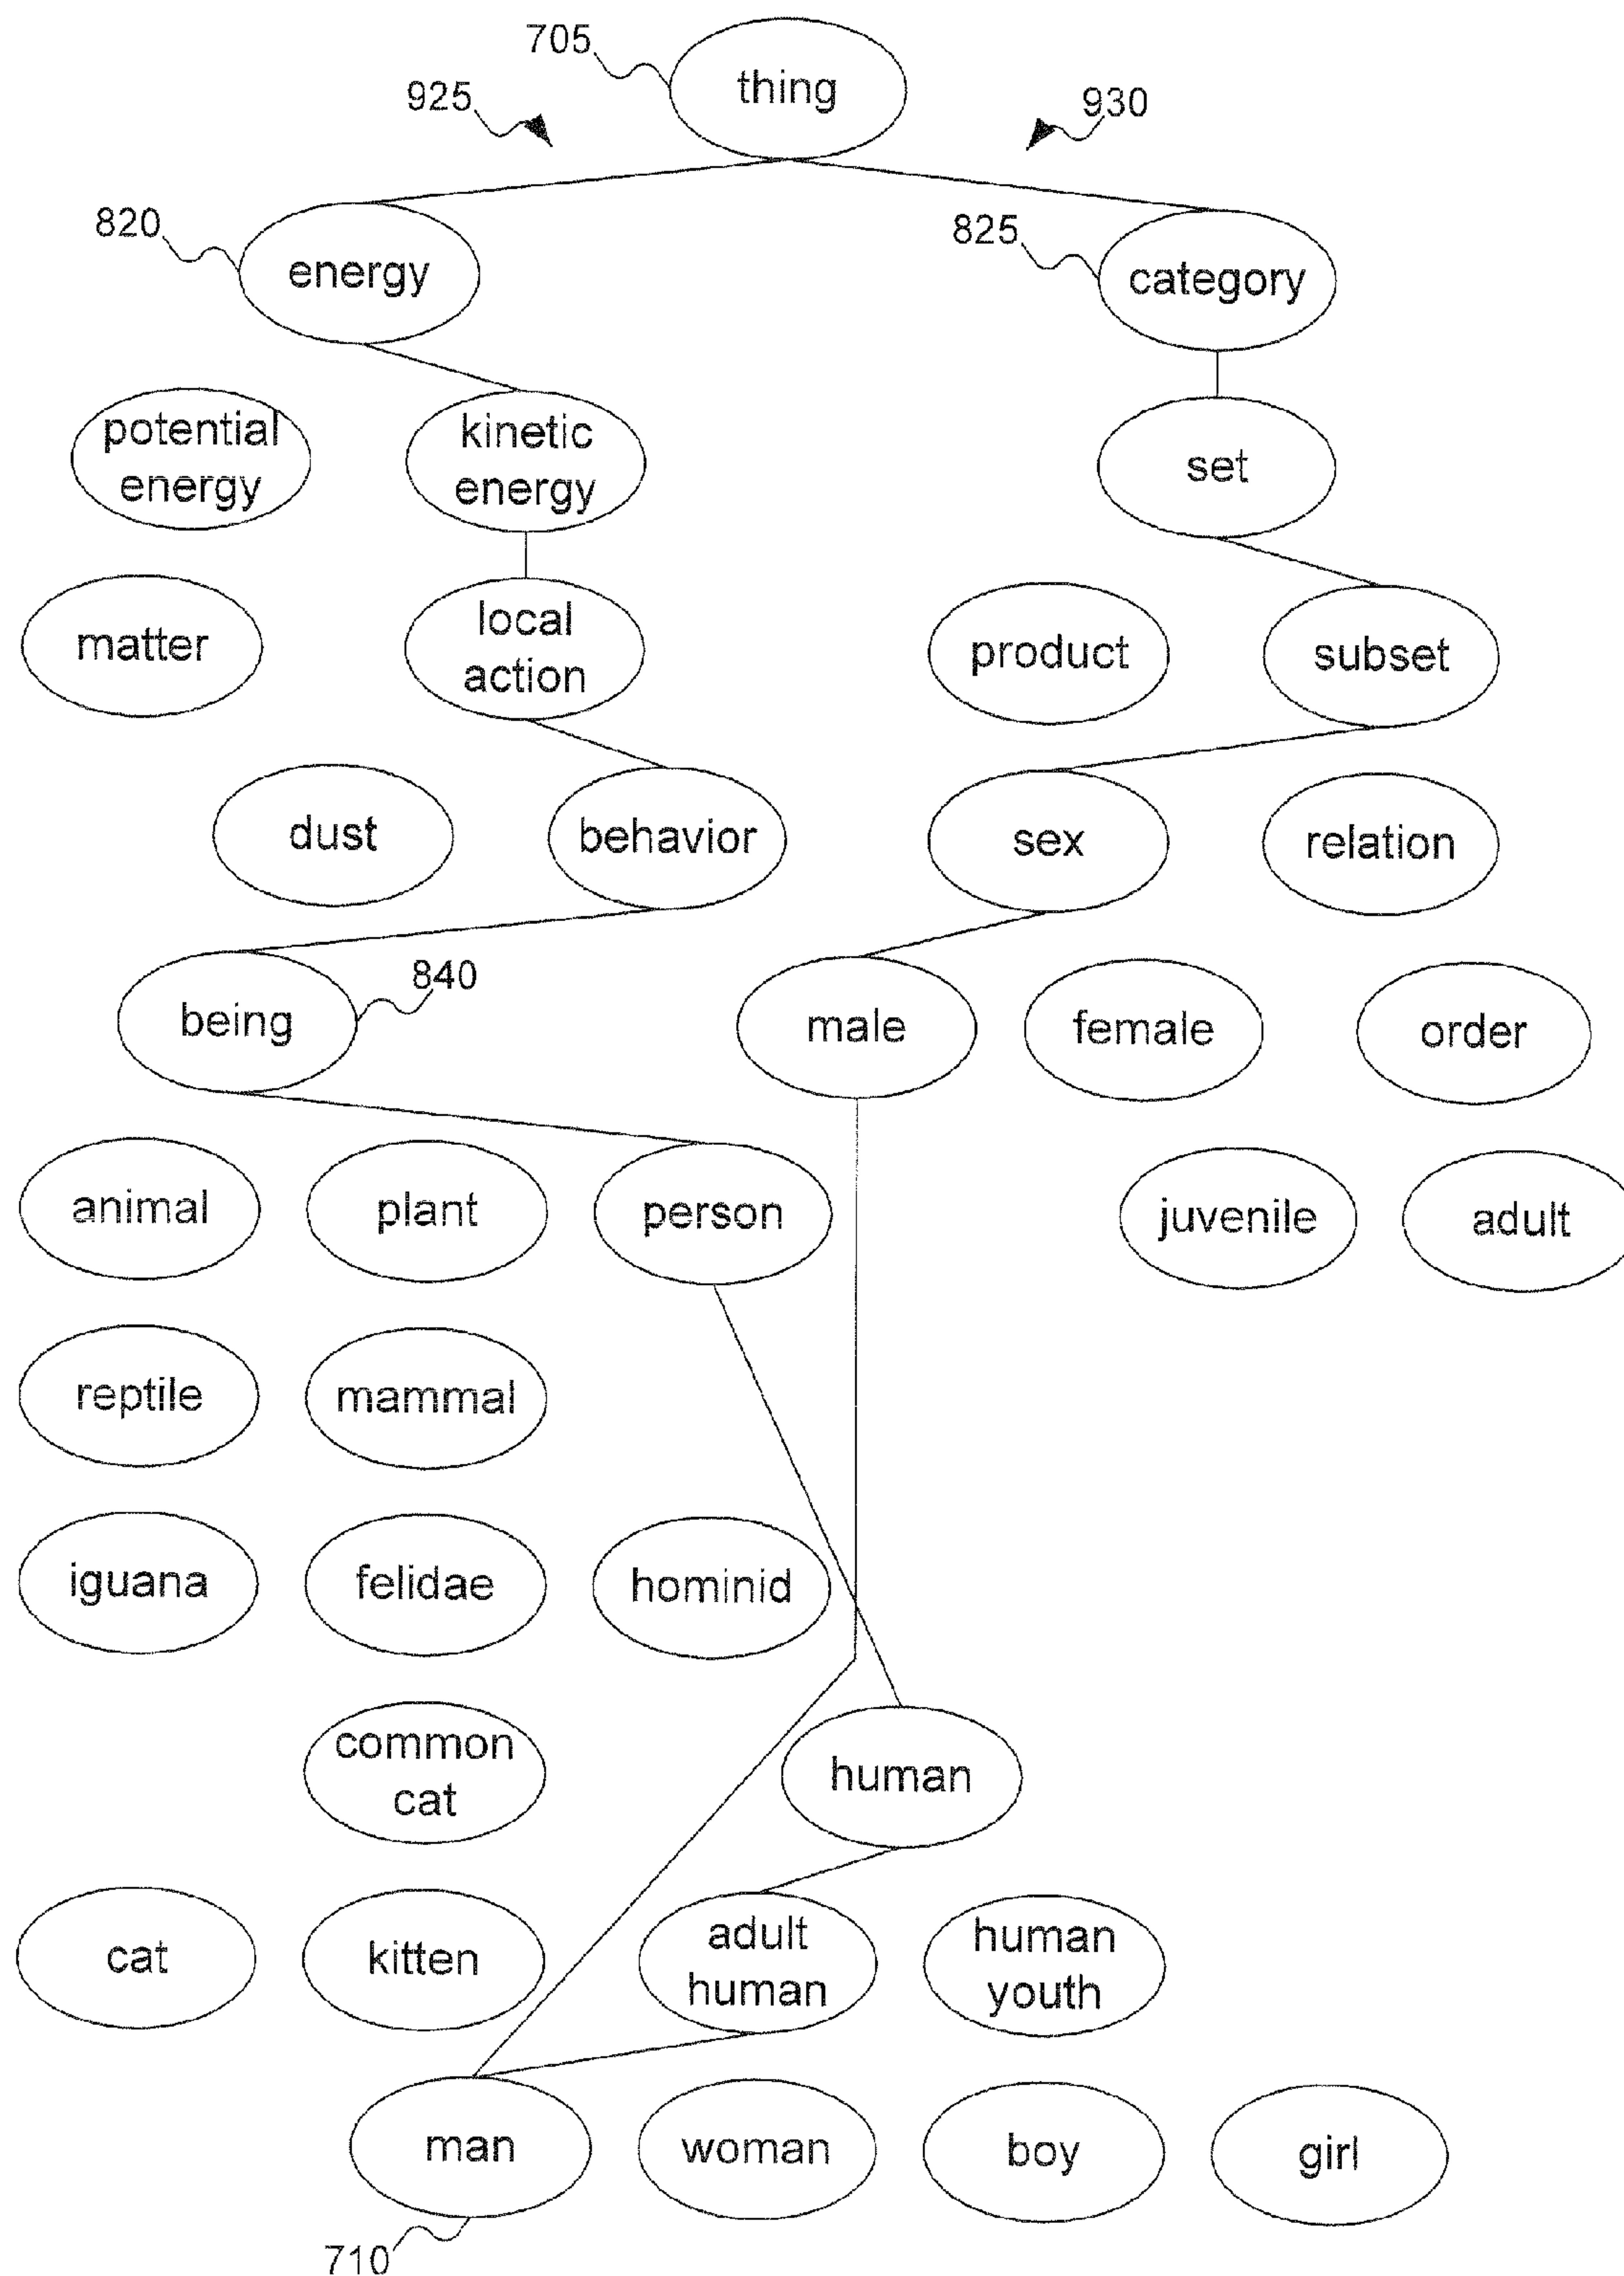 705
thing
925
930
820
energy
825
category
potential
energy
kinetic
energy
set
matter
local
action
product
subset
dust
behavior
sex
relation
being
840
male
female
order
animal
plant
person
juvenile
adult
reptile
mammal
iguana
felidae
hominid
common
cat
human
cat
kitten
adult
human
human
youth
man
woman
boy
girl
710